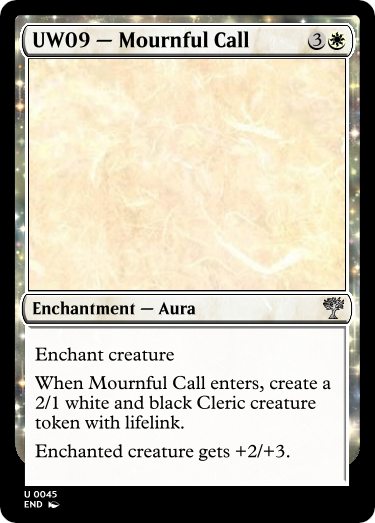 UW09 — Mournful Call 3
Enchantment — Aura
Enchant creature
When Mournful Call enters, create a
2/1 white and black Cleric creature
token with lifelink.
Enchanted creature gets +2/+3.
U 0045
END